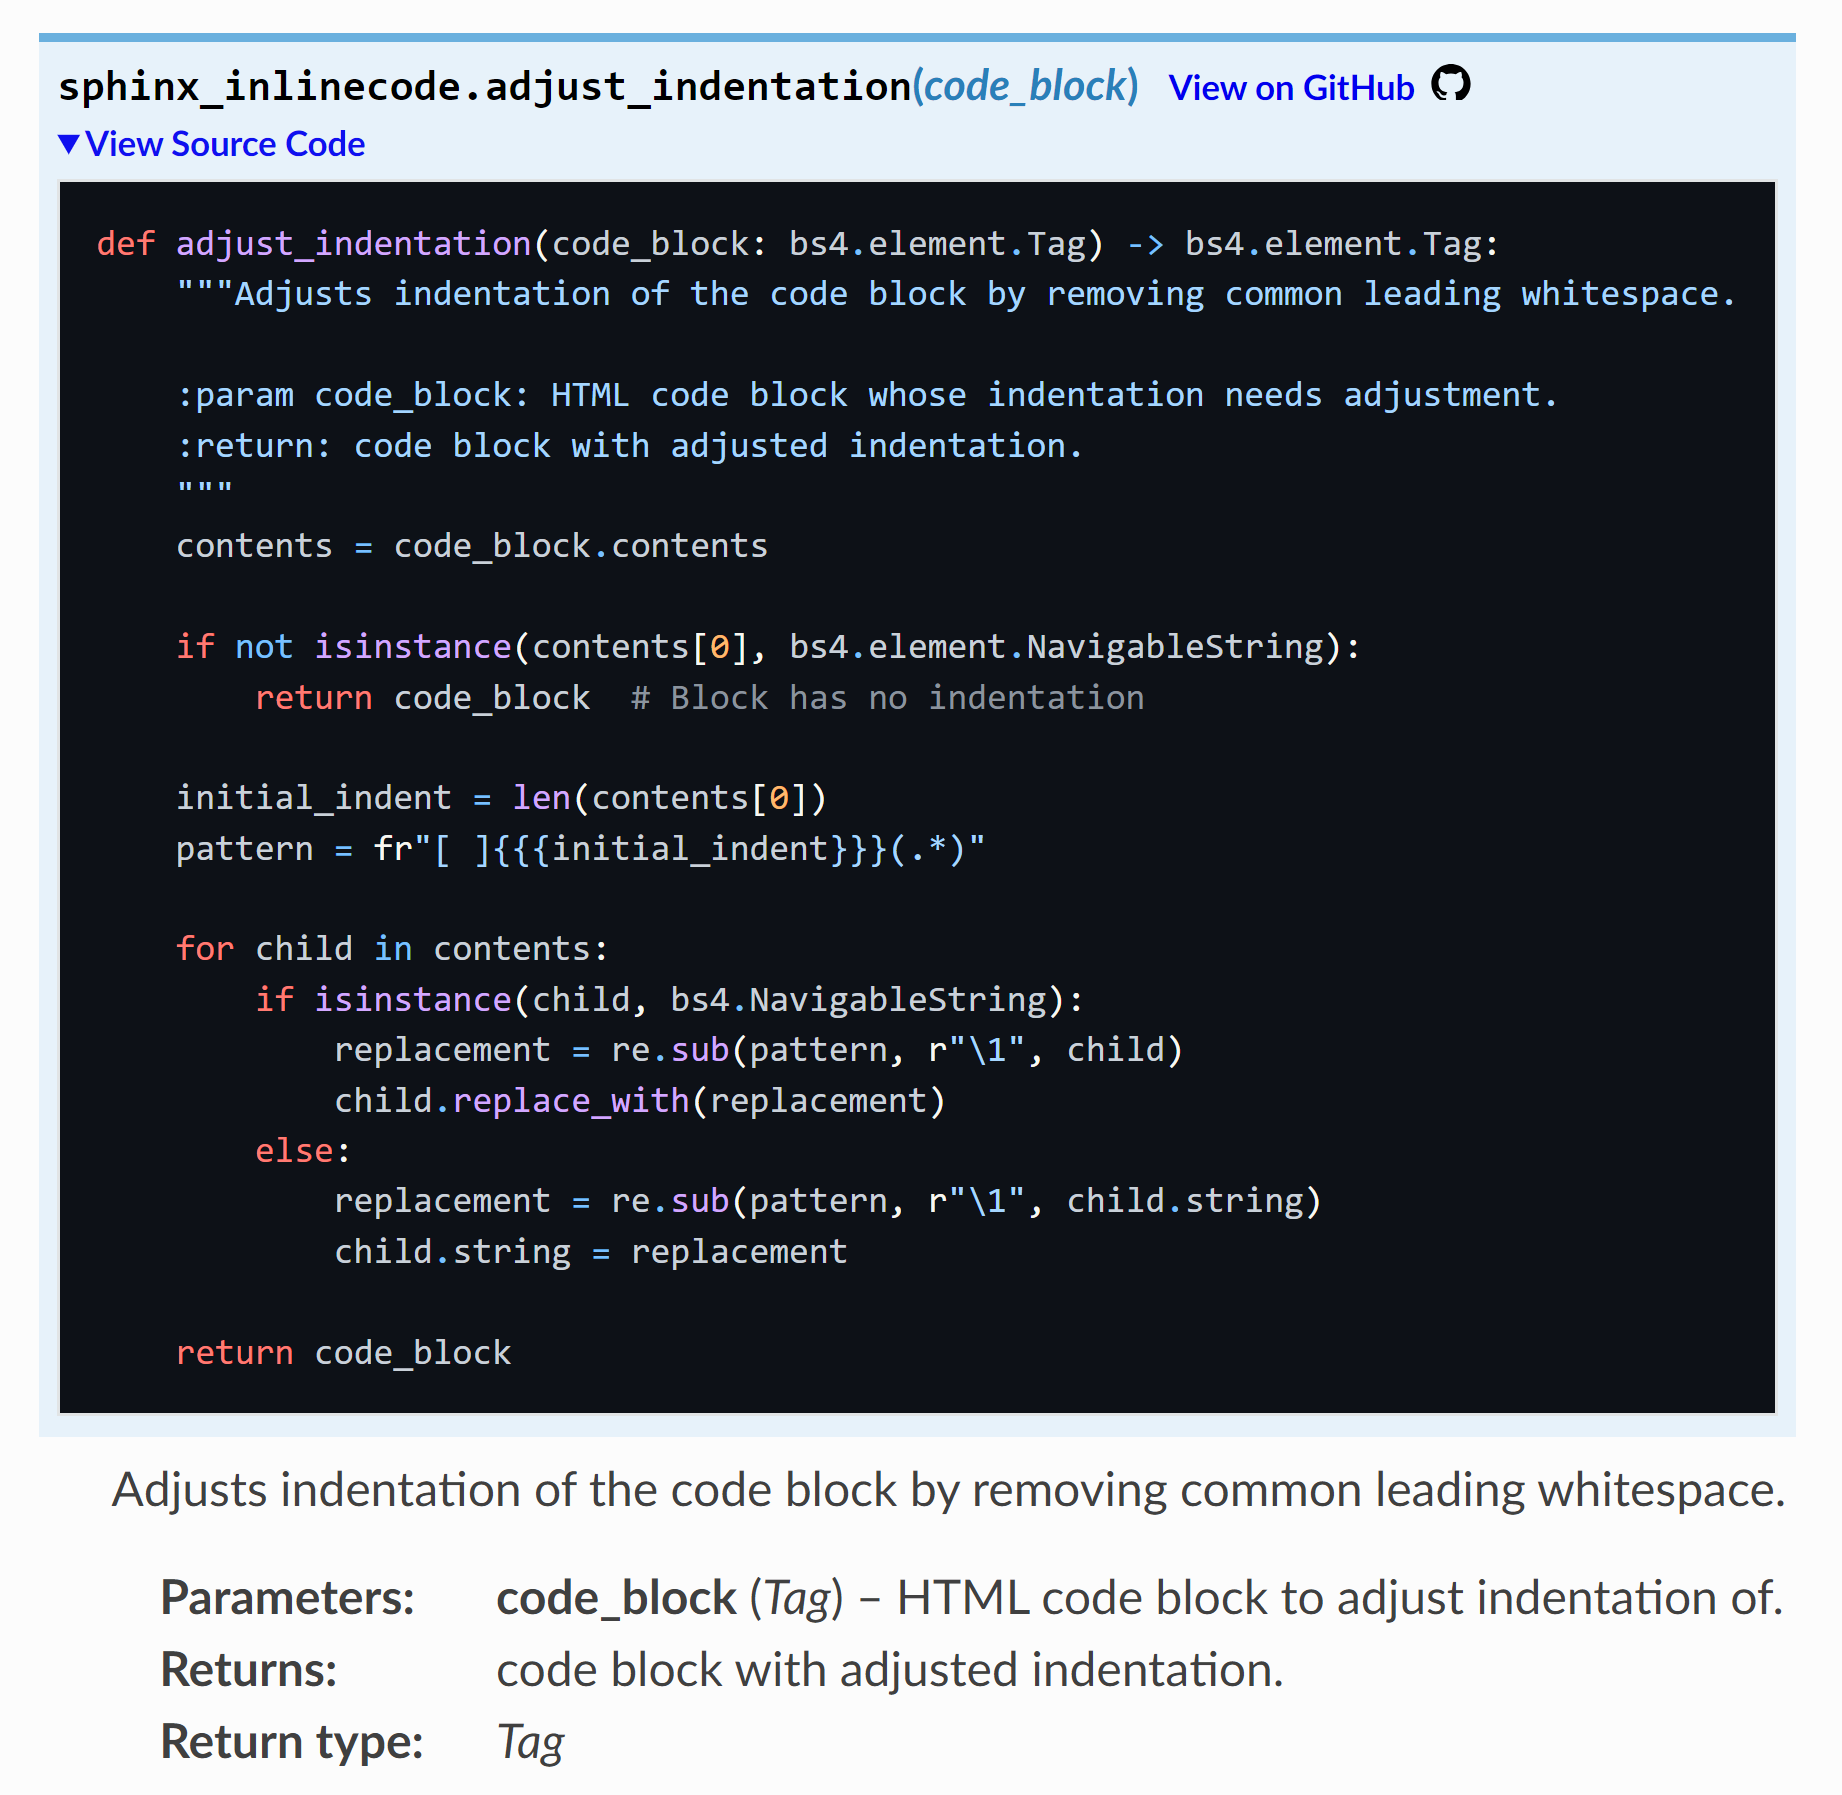 sphinx_inlinecode.adjust_indentation(code_block) View on GitHub
▼View Source Code
def adjust_indentation(code_block: bs4.element.Tag) -> bs4.element.Tag:
    """Adjusts indentation of the code block by removing common leading whitespace.
    :param code_block: HTML code block whose indentation needs adjustment.
    :return: code block with adjusted indentation.
    """
    contents = code_block.contents
    if not isinstance(contents[0], bs4.element.NavigableString):
        return code_block  # Block has no indentation
    initial_indent = len(contents[0])
    pattern = fr"[ ]{{{initial_indent}}}(.*)"
    for child in contents:
        if isinstance(child, bs4.NavigableString):
            replacement = re.sub(pattern, r"\1", child)
            child.replace_with(replacement)
        else:
            replacement = re.sub(pattern, r"\1", child.string)
            child.string = replacement
    return code_block
Adjusts indentation of the code block by removing common leading whitespace.
Parameters: code_block (Tag) – HTML code block to adjust indentation of.
Returns: code block with adjusted indentation.
Return type: Tag